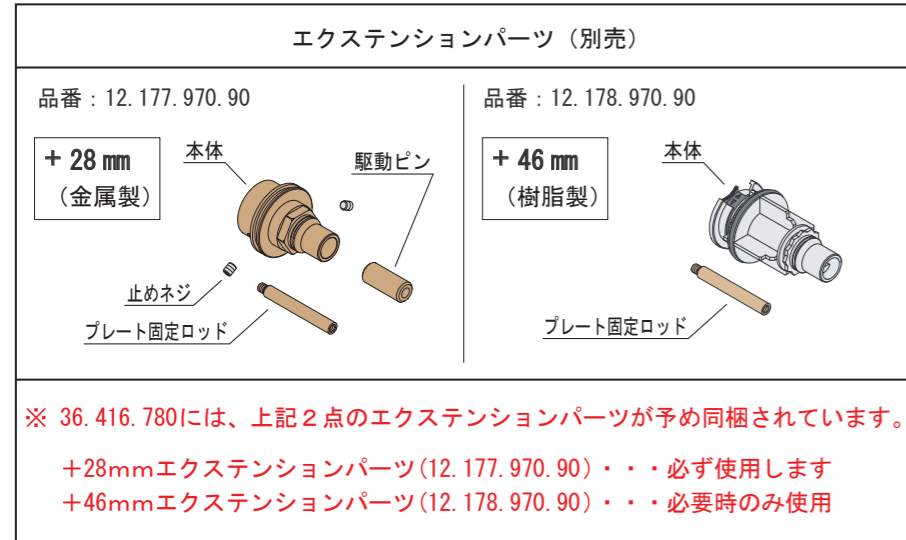 エクステンションパーツ（別売）
品番：12.177.970.90
＋28㎜
（金属製）
本体
駆動ピン
止めネジ
プレート固定ロッド
品番：12.178.970.90
＋46㎜
（樹脂製）
本体
プレート固定ロッド
※ 36.416.780には、上記２点のエクステンションパーツが予め同梱されています。
＋28ｍｍエクステンションパーツ(12.177.970.90)・・・必ず使用します
＋46ｍｍエクステンションパーツ(12.178.970.90)・・・必要時のみ使用